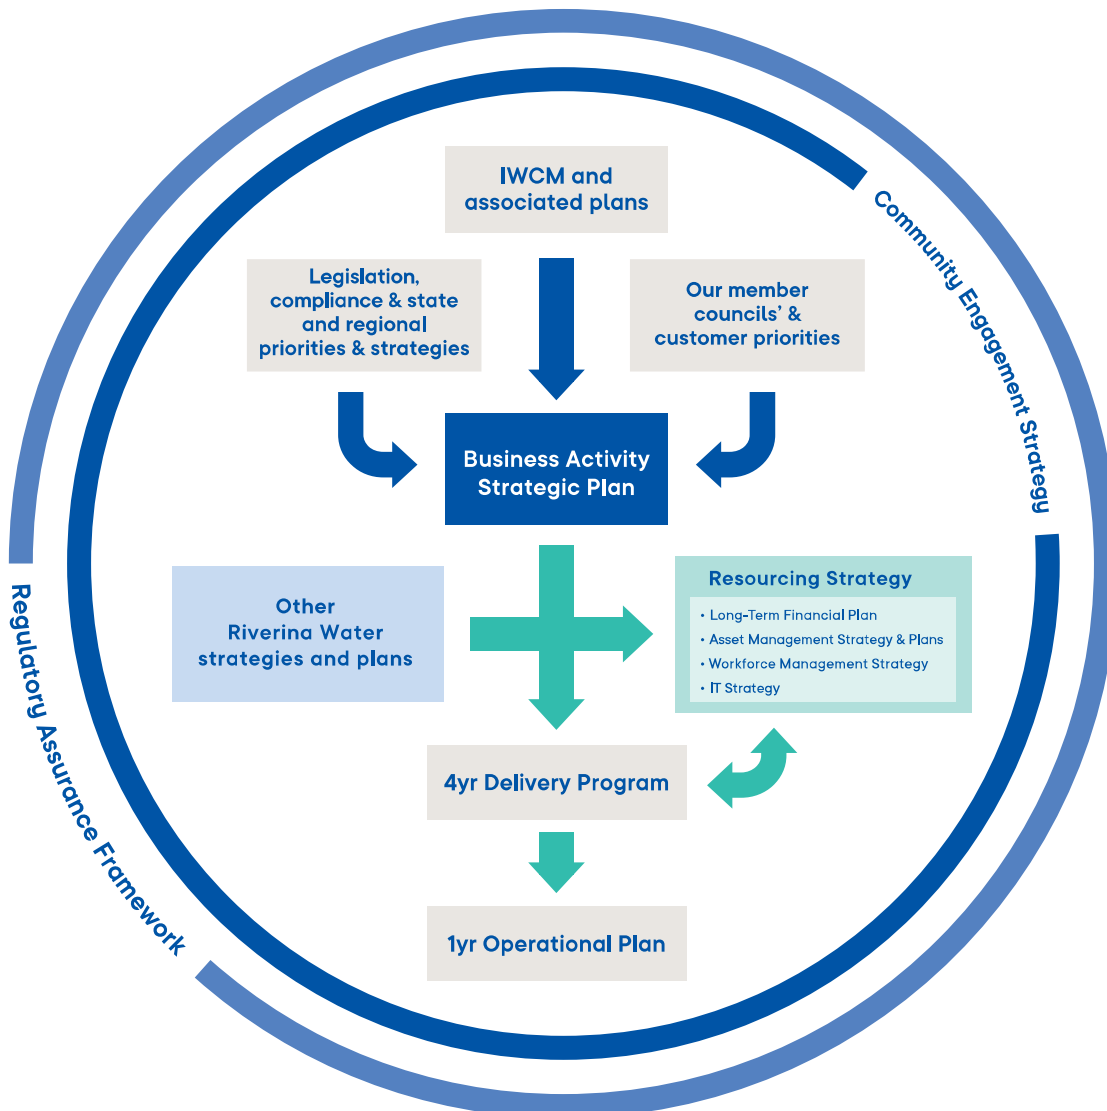 IWCM and
associated plans
Legislation,
compliance & state
and regional
priorities & strategies
Our member
councils’ &
customer priorities
Community Engagement Strategy
Business Activity
Strategic Plan
Other
Riverina Water
strategies and plans
Resourcing Strategy
• Long-Term Financial Plan
• Asset Management Strategy & Plans
• Workforce Management Strategy
• IT Strategy
Regulatory Assurance Framework
4yr Delivery Program
1yr Operational Plan